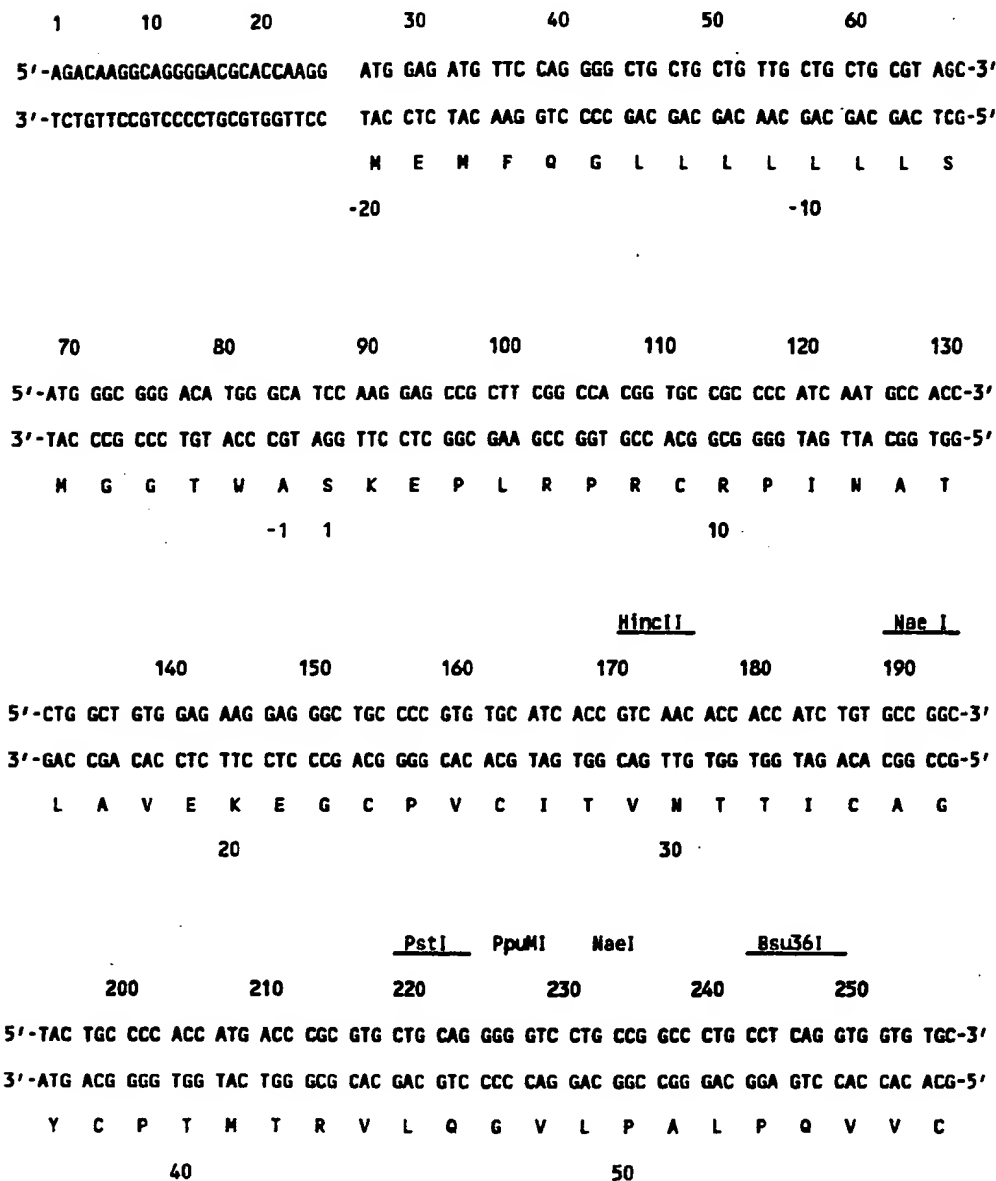 1 10 20 30 40 50 60
5'-AGACAAGGCAGGGGACGCACCAAGG ATG GAG ATG TTC CAG GGG CTG CTG CTG TTG CTG CTG CGT AGC-3'
3'-TCTGTTCCGTCCCCTGCGTGGTTCC TAC CTC TAC AAG GTC CCC GAC GAC GAC AAC GAC GAC GAC TCG-5'
M E M F Q G L L L L L L L S
-20 -10
70 80 90 100 110 120 130
5'-ATG GGC GGG ACA TGG GCA TCC AAG GAG CCG CTT CGG CCA CGG TGC CGC CCC ATC AAT GCC ACC-3'
3'-TAC CCG CCC TGT ACC CGT AGG TTC CTC GGC GAA GCC GGT GCC ACG GCG GGG TAG TTA CGG TGG-5'
M G G T W A S K E P L R P R C R P I N A T
-1 1 10
HincII Nae I
140 150 160 170 180 190
5'-CTG GCT GTG GAG AAG GAG GGC TGC CCC GTG TGC ATC ACC GTC AAC ACC ACC ATC TGT GCC GGC-3'
3'-GAC CGA CAC CTC TTC CTC CCG ACG GGG CAC ACG TAG TGG CAG TTG TGG TGG TAG ACA CGG CCG-5'
L A V E K E G C P V C I T V N T T I C A G
20 30
PstI PpuMI NaeI Bsu36I
200 210 220 230 240 250
5'-TAC TGC CCC ACC ATG ACC CGC GTG CTG CAG GGG GTC CTG CCG GCC CTG CCT CAG GTG GTG TGC-3'
3'-ATG ACG GGG TGG TAC TGG GCG CAC GAC GTC CCC CAG GAC GGC CGG GAC GGA GTC CAC CAC ACG-5'
Y C P T M T R V L Q G V L P A L P Q V V C
40 50